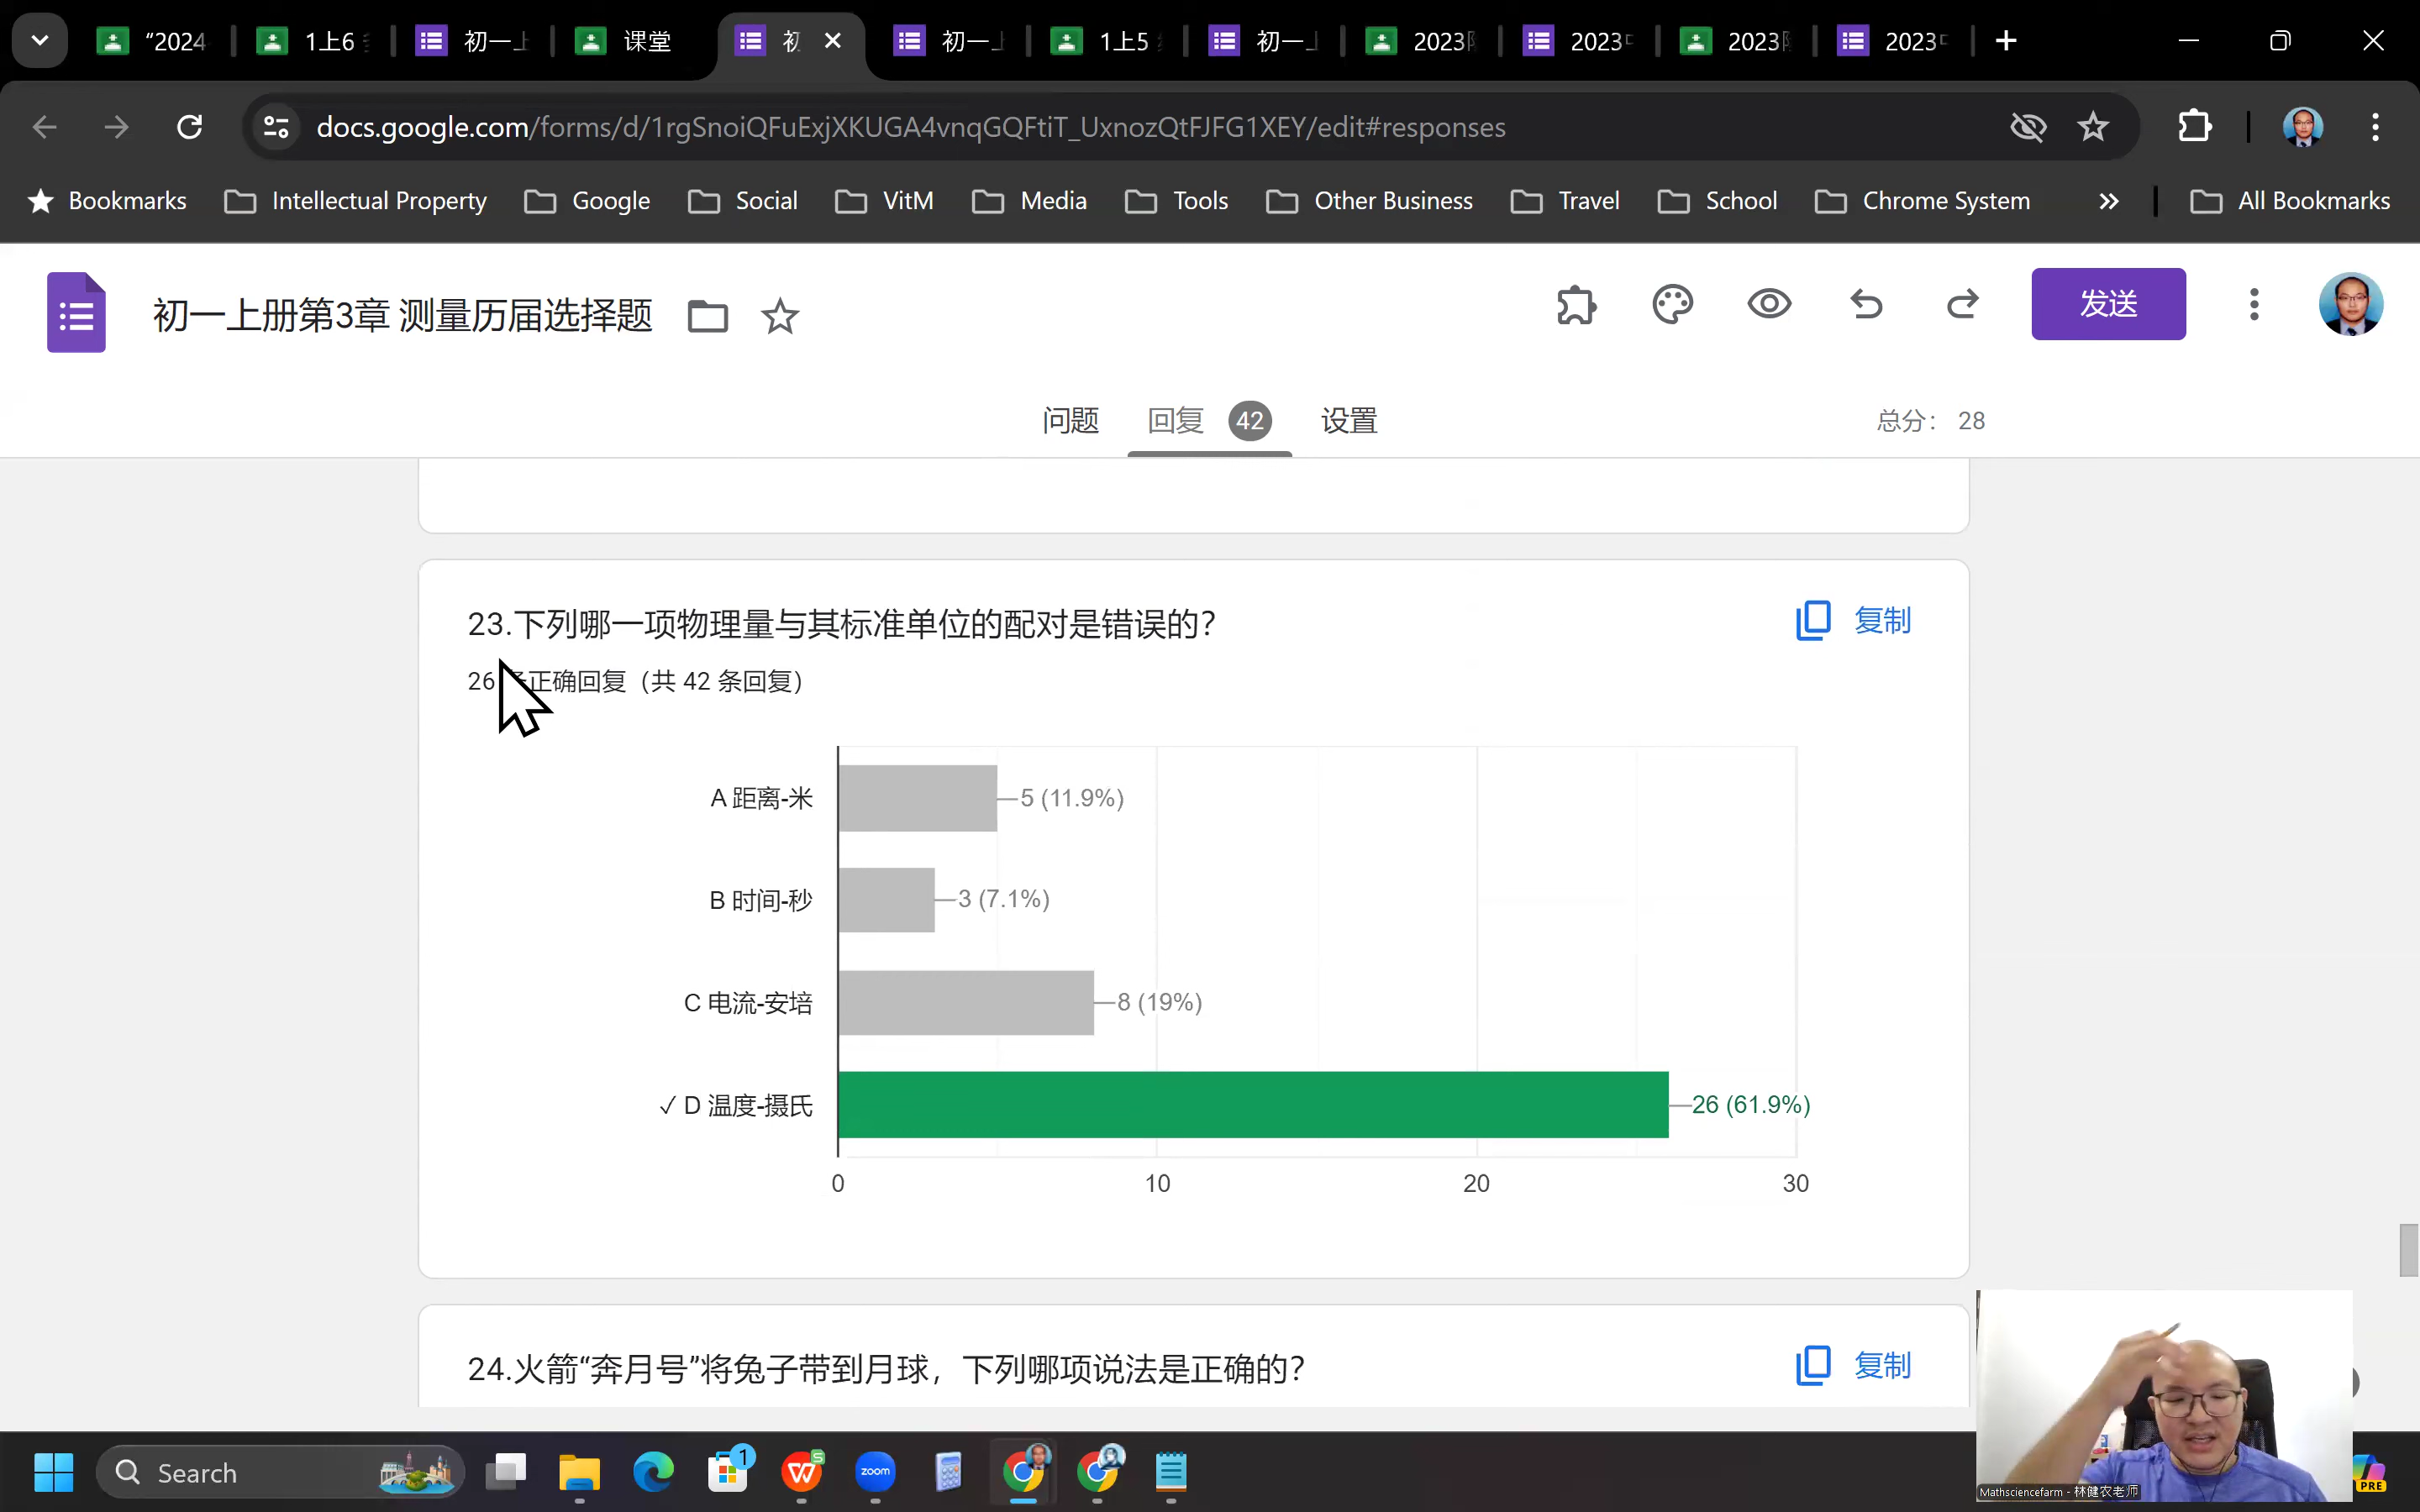 “2024
1上6
初一上
课堂
初
初一上
1上5
初一上
2023
2023
2023
2023
docs.google.com/forms/d/1rgSnoiQFuExjXKUGA4vnqGQFtiT_UxnozQtFJFG1XEY/edit#responses
Bookmarks Intellectual Property Google Social VitM Media Tools Other Business Travel School Chrome System » All Bookmarks
初一上册第3章 测量历届选择题
发送
问题 回复 42 设置 总分： 28
23.下列哪一项物理量与其标准单位的配对是错误的？ 复制
26 条正确回复（共 42 条回复）
A 距离-米 5 (11.9%)
B 时间-秒 3 (7.1%)
C 电流-安培 8 (19%)
✓ D 温度-摄氏 26 (61.9%)
0 10 20 30
24.火箭“奔月号”将兔子带到月球，下列哪项说法是正确的？ 复制
Mathsciencefarm - 林健农老师
Search
1
zoom
PRE